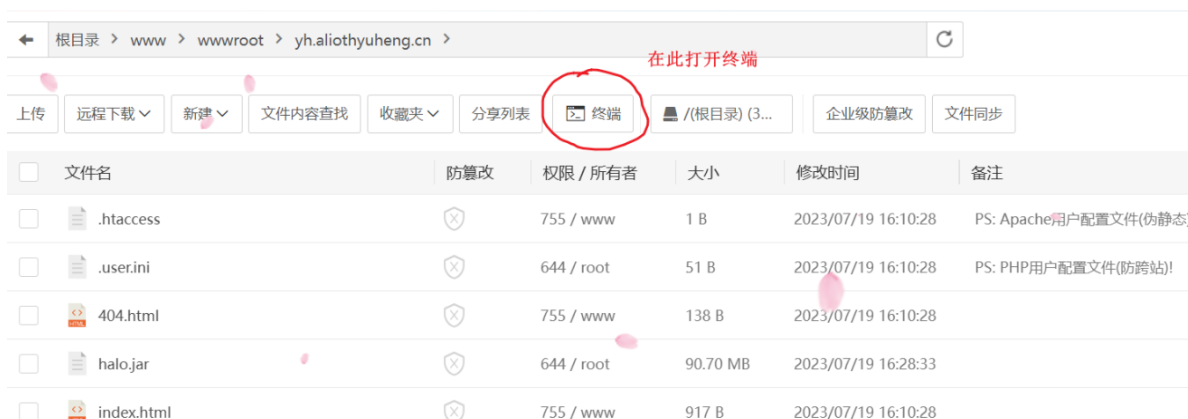 根目录 > www > wwwroot > yh.aliothyuheng.cn >
在此打开终端
上传 远程下载 新建 文件内容查找 收藏夹 分享列表 终端 /(根目录) (3... 企业级防篡改 文件同步
文件名 防篡改 权限 / 所有者 大小 修改时间 备注
.htaccess 755 / www 1 B 2023/07/19 16:10:28 PS: Apache用户配置文件(伪静态)
.user.ini 644 / root 51 B 2023/07/19 16:10:28 PS: PHP用户配置文件(防跨站)!
404.html 755 / www 138 B 2023/07/19 16:10:28
halo.jar 644 / root 90.70 MB 2023/07/19 16:28:33
index.html 755 / www 917 B 2023/07/19 16:10:28